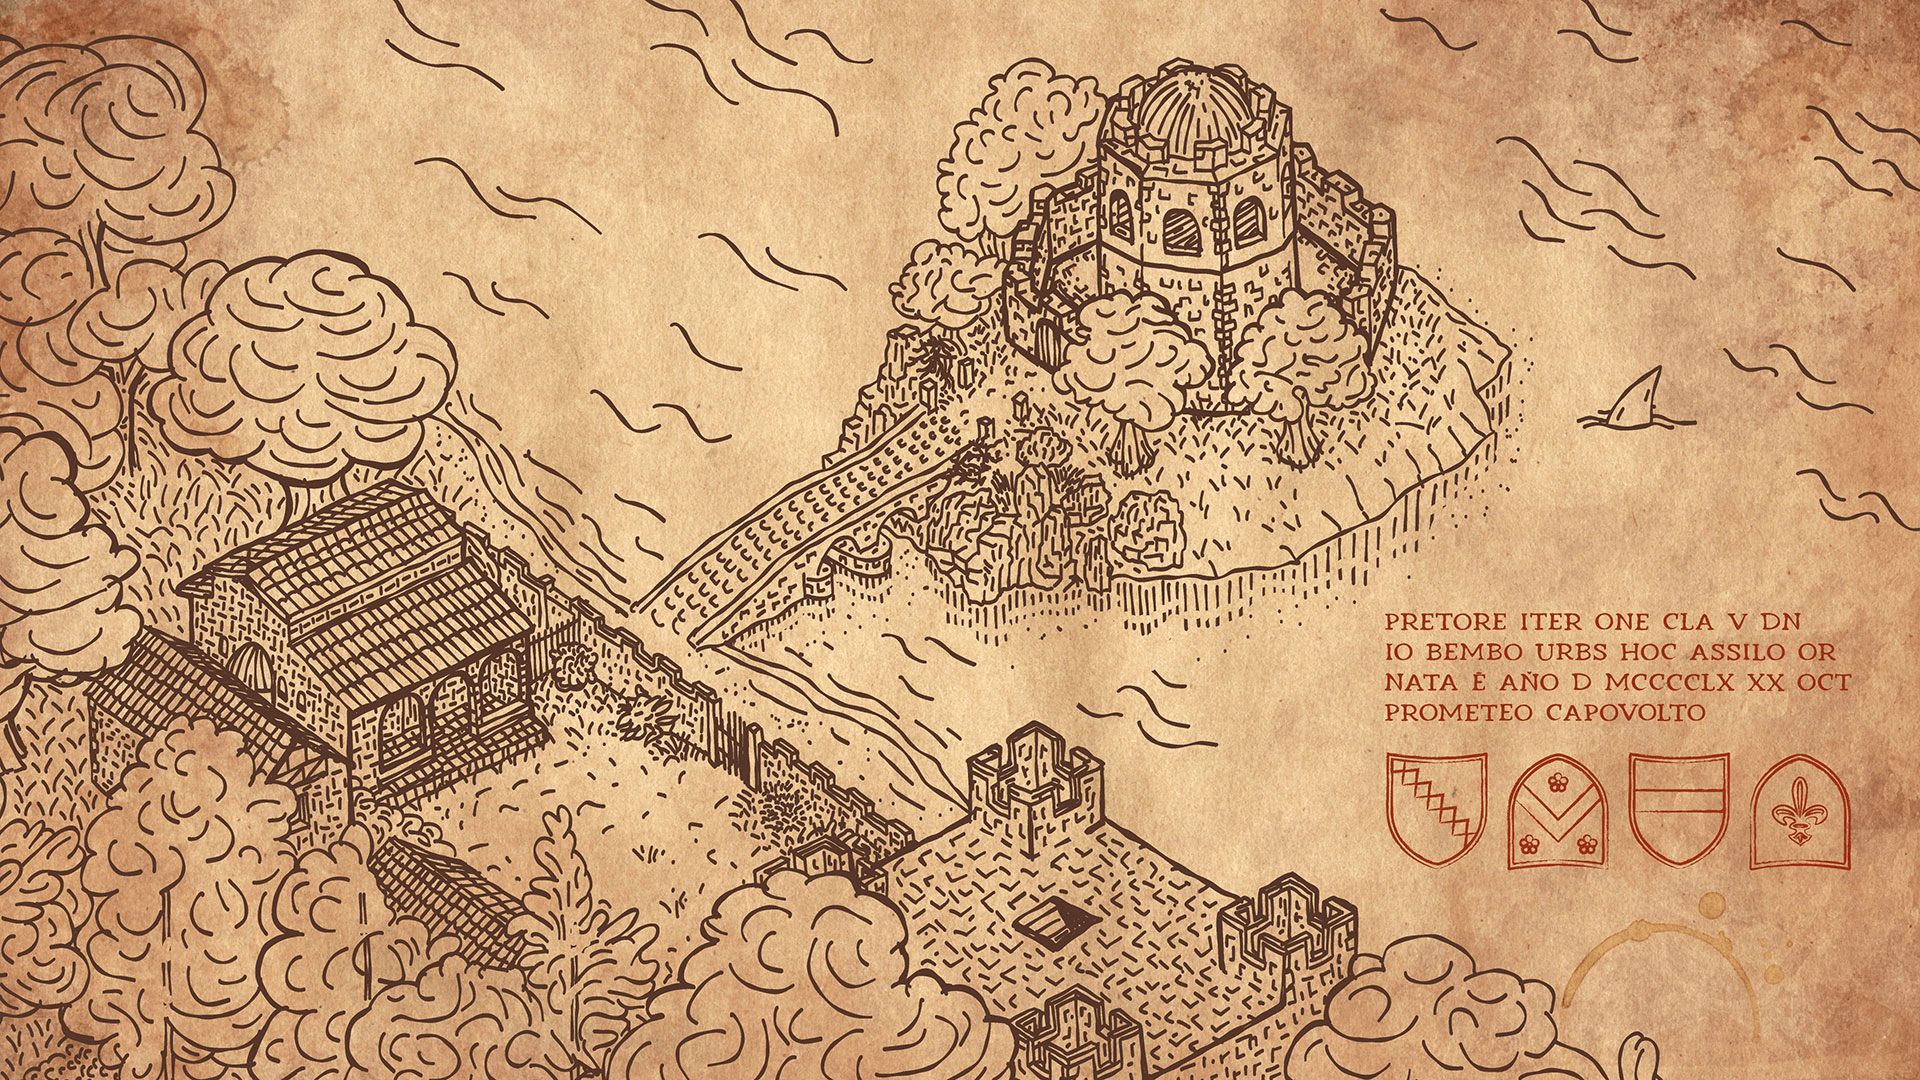 PRETORE ITER ONE CLA V DN
IO BEMBO URBS HOC ASSILO OR
NATA Ē AÑO D MCCCCLX XX OCT
PROMETEO CAPOVOLTO